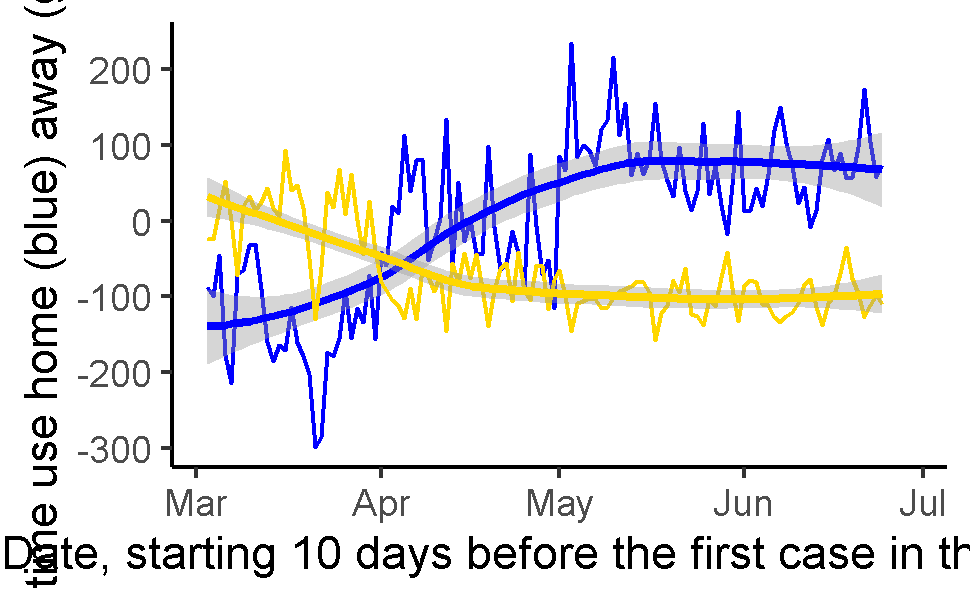 time use home (blue) away (
200
100
0
-100
-200
-300
Mar Apr May Jun Jul
Date, starting 10 days before the first case in th